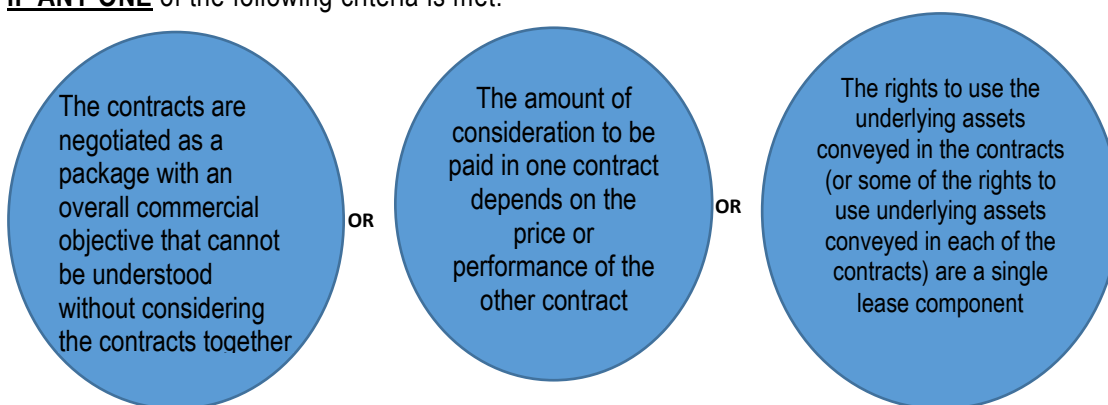 IF ANY ONE of the following criteria is met:
The contracts are
negotiated as a
package with an
overall commercial
objective that cannot
be understood
without considering
the contracts together
OR
The amount of
consideration to be
paid in one contract
depends on the
price or
performance of the
other contract
OR
The rights to use the
underlying assets
conveyed in the contracts
(or some of the rights to
use underlying assets
conveyed in each of the
contracts) are a single
lease component